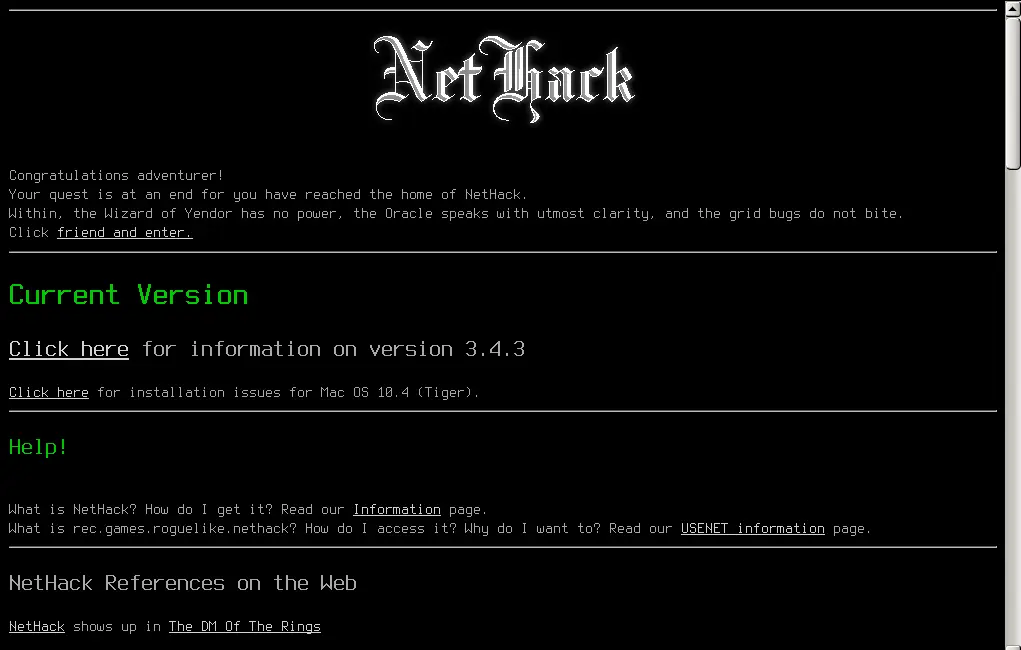 NetHack
Congratulations adventurer!
Your quest is at an end for you have reached the home of NetHack.
Within, the Wizard of Yendor has no power, the Oracle speaks with utmost clarity, and the grid bugs do not bite.
Click friend and enter.
Current Version
Click here for information on version 3.4.3
Click here for installation issues for Mac OS 10.4 (Tiger).
Help!
What is NetHack? How do I get it? Read our Information page.
What is rec.games.roguelike.nethack? How do I access it? Why do I want to? Read our USENET information page.
NetHack References on the Web
NetHack shows up in The DM Of The Rings